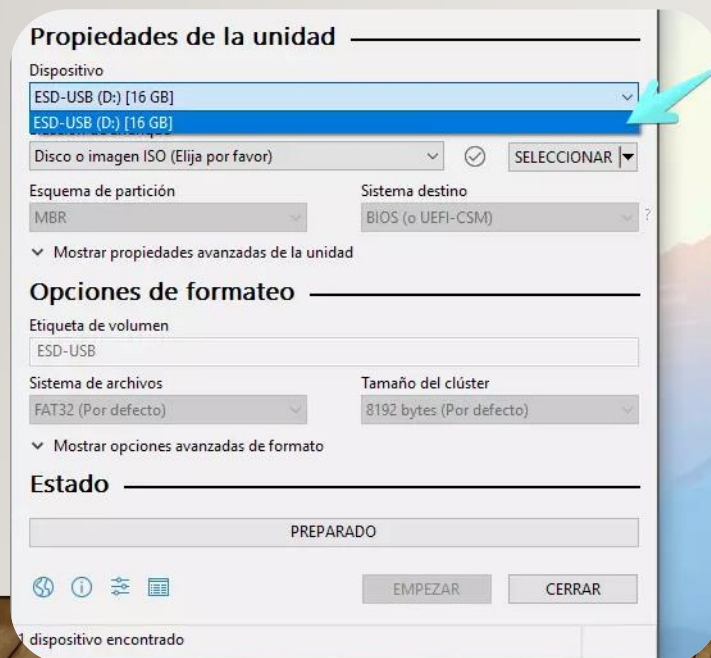 Propiedades de la unidad
Dispositivo
ESD-USB (D:) [16 GB]
ESD-USB (D:) [16 GB]
Disco o imagen ISO (Elija por favor)
SELECCIONAR
Esquema de partición
Sistema destino
MBR
BIOS (o UEFI-CSM)
?
Mostrar propiedades avanzadas de la unidad
Opciones de formateo
Etiqueta de volumen
ESD-USB
Sistema de archivos
Tamaño del clúster
FAT32 (Por defecto)
8192 bytes (Por defecto)
Mostrar opciones avanzadas de formato
Estado
PREPARADO
EMPEZAR
CERRAR
1 dispositivo encontrado